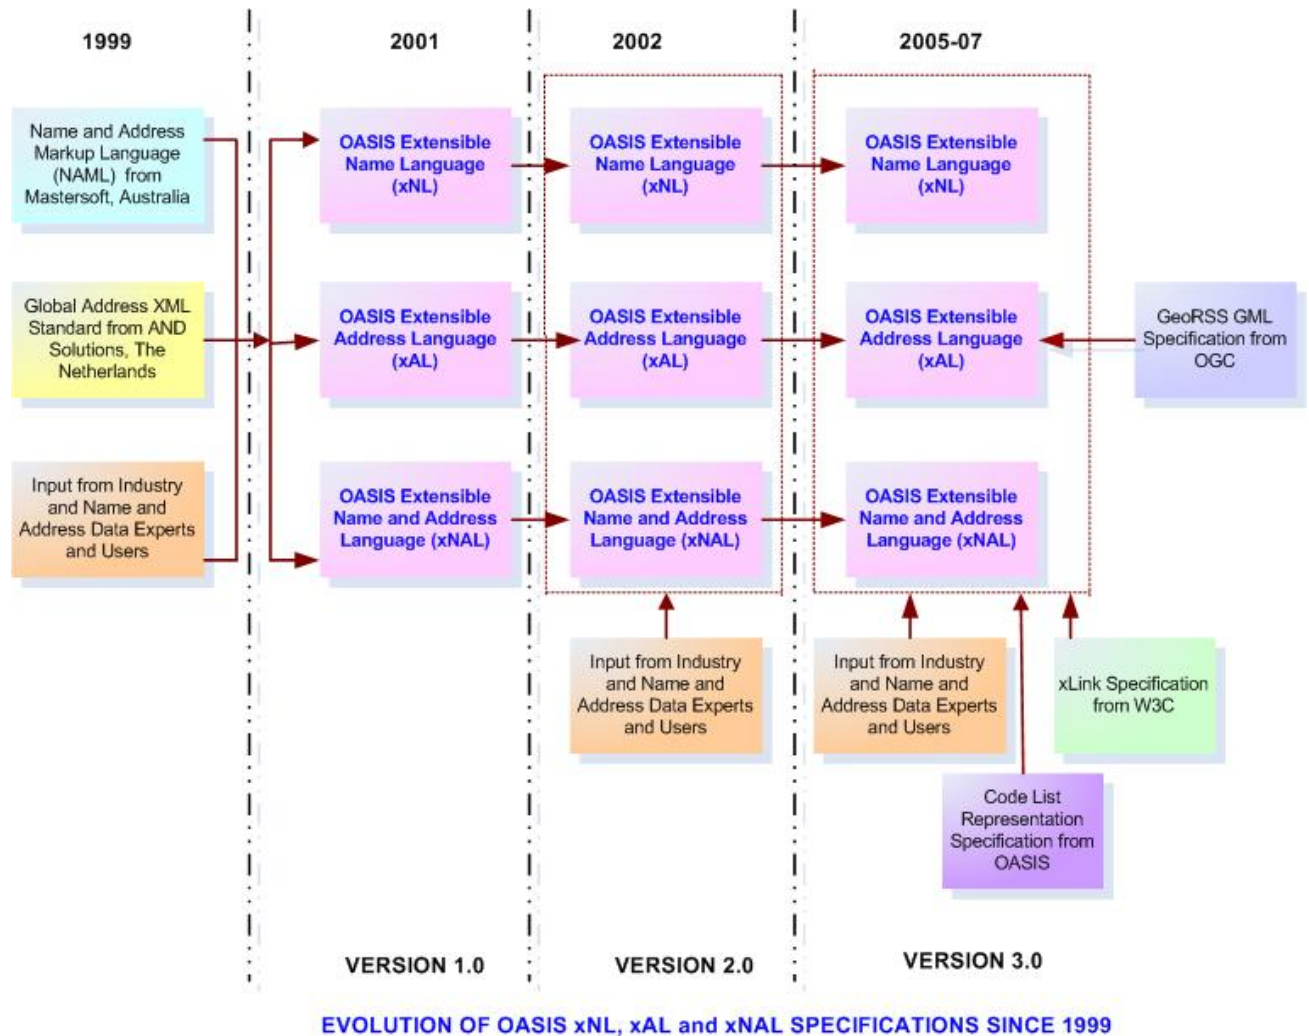 1999
2001
2002
2005-07
Name and Address
Markup Language
(NAML) from
Mastersoft, Australia
OASIS Extensible
Name Language
(xNL)
OASIS Extensible
Name Language
(xNL)
OASIS Extensible
Name Language
(xNL)
Global Address XML
Standard from AND
Solutions, The
Netherlands
OASIS Extensible
Address Language
(xAL)
OASIS Extensible
Address Language
(xAL)
OASIS Extensible
Address Language
(xAL)
GeoRSS GML
Specification from
OGC
Input from Industry
and Name and
Address Data Experts
and Users
OASIS Extensible
Name and Address
Language (xNAL)
OASIS Extensible
Name and Address
Language (xNAL)
OASIS Extensible
Name and Address
Language (xNAL)
Input from Industry
and Name and
Address Data Experts
and Users
Input from Industry
and Name and
Address Data Experts
and Users
xLink Specification
from W3C
Code List
Representation
Specification from
OASIS
VERSION 1.0
VERSION 2.0
VERSION 3.0
EVOLUTION OF OASIS xNL, xAL and xNAL SPECIFICATIONS SINCE 1999